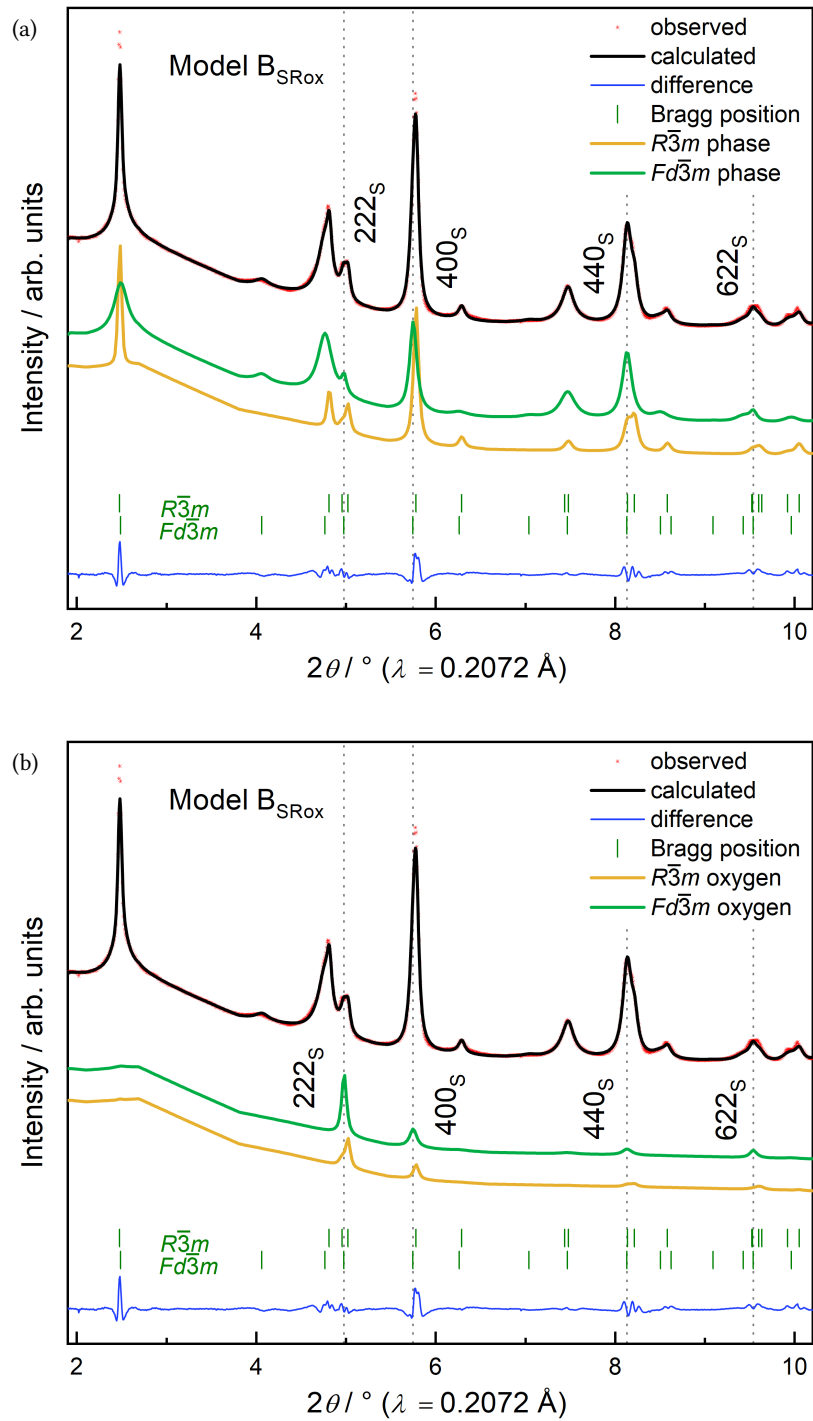 (a)
Model B_SRox
observed
calculated
difference
Bragg position
R3̅m phase
Fd3̅m phase
222_S
400_S
440_S
622_S
Intensity / arb. units
R3̅m
Fd3̅m
2 4 6 8 10
2θ / ° (λ = 0.2072 Å)
(b)
Model B_SRox
observed
calculated
difference
Bragg position
R3̅m oxygen
Fd3̅m oxygen
222_S
400_S
440_S
622_S
Intensity / arb. units
R3̅m
Fd3̅m
2 4 6 8 10
2θ / ° (λ = 0.2072 Å)